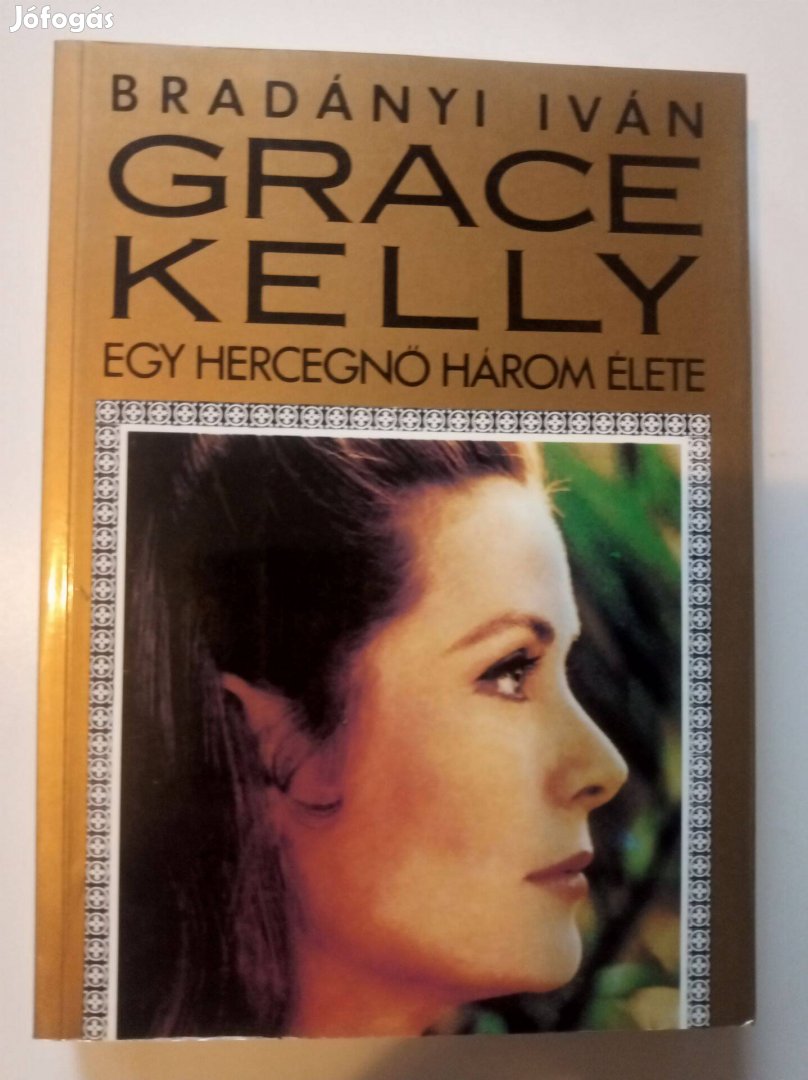 Jófogás
BRADÁNYI IVÁN
GRACE
KELLY
EGY HERCEGNŐ HÁROM ÉLETE